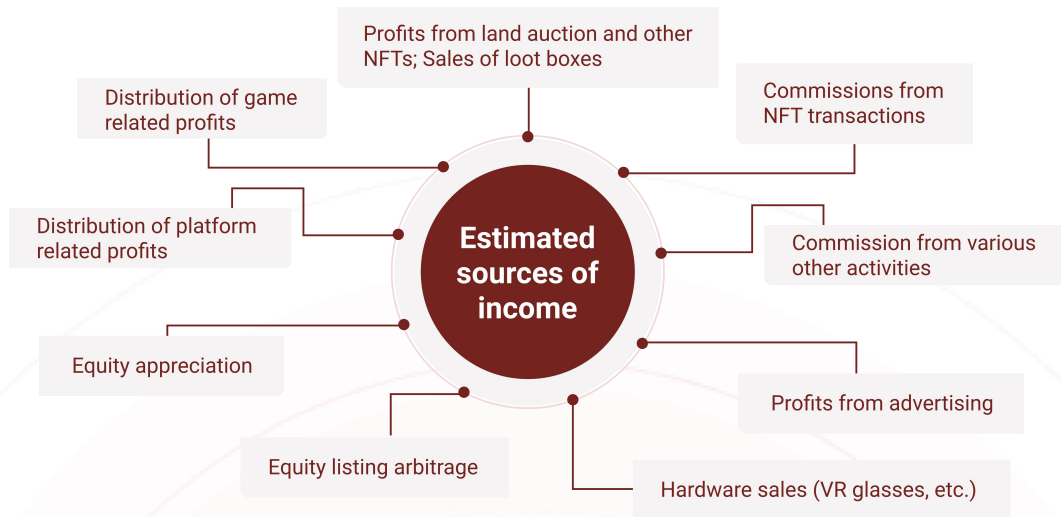 Profits from land auction and other
NFTs; Sales of loot boxes
Distribution of game
related profits
Commissions from
NFT transactions
Distribution of platform
related profits
Estimated
sources of
income
Commission from various
other activities
Equity appreciation
Profits from advertising
Equity listing arbitrage
Hardware sales (VR glasses, etc.)